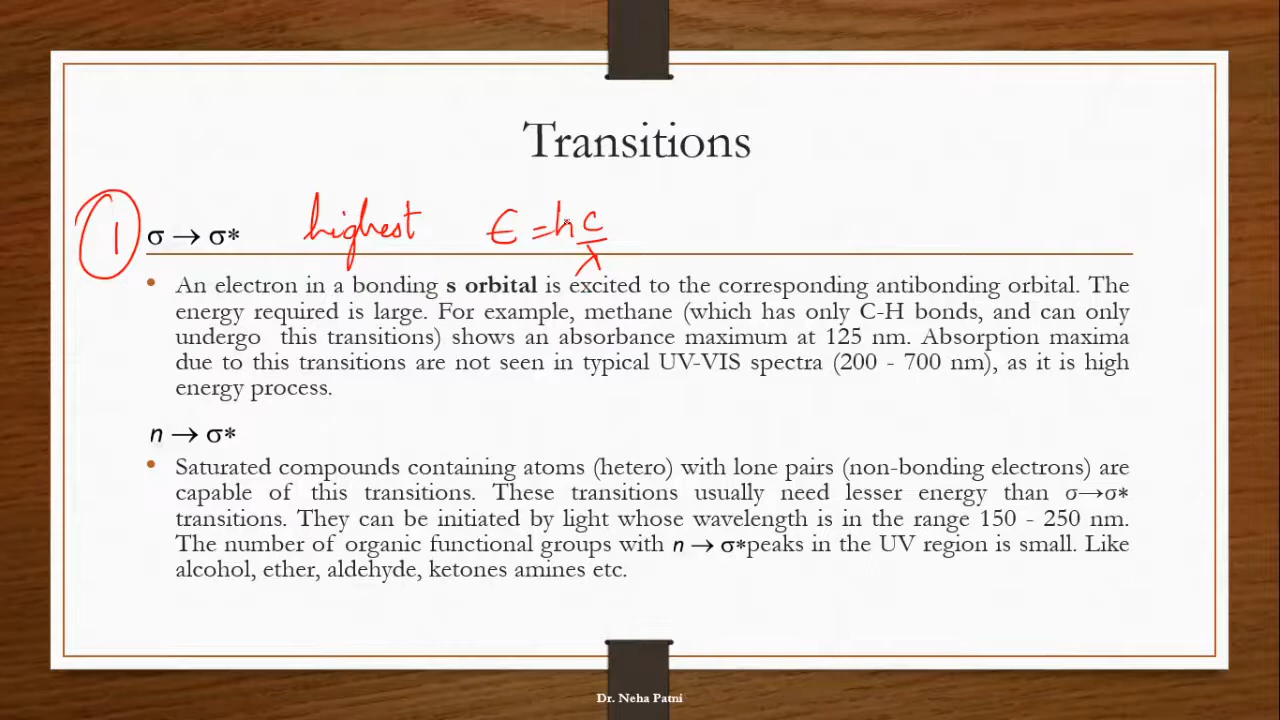 Transitions
① σ → σ* highest E = hc/λ
• An electron in a bonding s orbital is excited to the corresponding antibonding orbital. The
energy required is large. For example, methane (which has only C-H bonds, and can only
undergo this transitions) shows an absorbance maximum at 125 nm. Absorption maxima
due to this transitions are not seen in typical UV-VIS spectra (200 - 700 nm), as it is high
energy process.
n → σ*
• Saturated compounds containing atoms (hetero) with lone pairs (non-bonding electrons) are
capable of this transitions. These transitions usually need lesser energy than σ→σ*
transitions. They can be initiated by light whose wavelength is in the range 150 - 250 nm.
The number of organic functional groups with n → σ*peaks in the UV region is small. Like
alcohol, ether, aldehyde, ketones amines etc.
Dr. Neha Patni